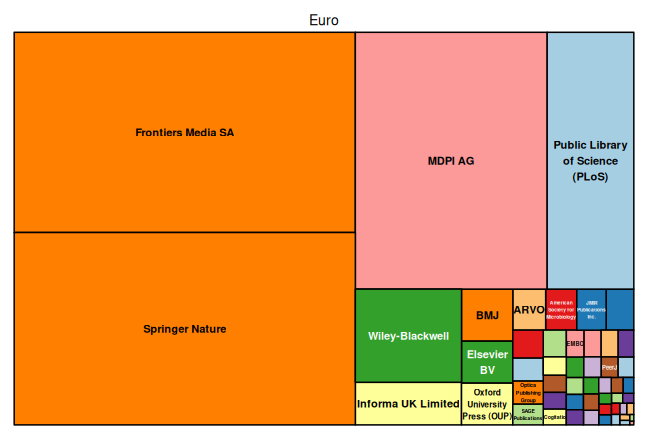 Euro
Frontiers Media SA
MDPI AG
Public Library
of Science
(PLoS)
Springer Nature
Wiley-Blackwell
BMJ
ARVO
American
Society for
Microbiology
JMIR
Publications
Inc.
EMBO
Elsevier
BV
PeerJ
Informa UK Limited
Oxford
University
Press (OUP)
Optica
Publishing
Group
SAGE
Publications
Cogitatio